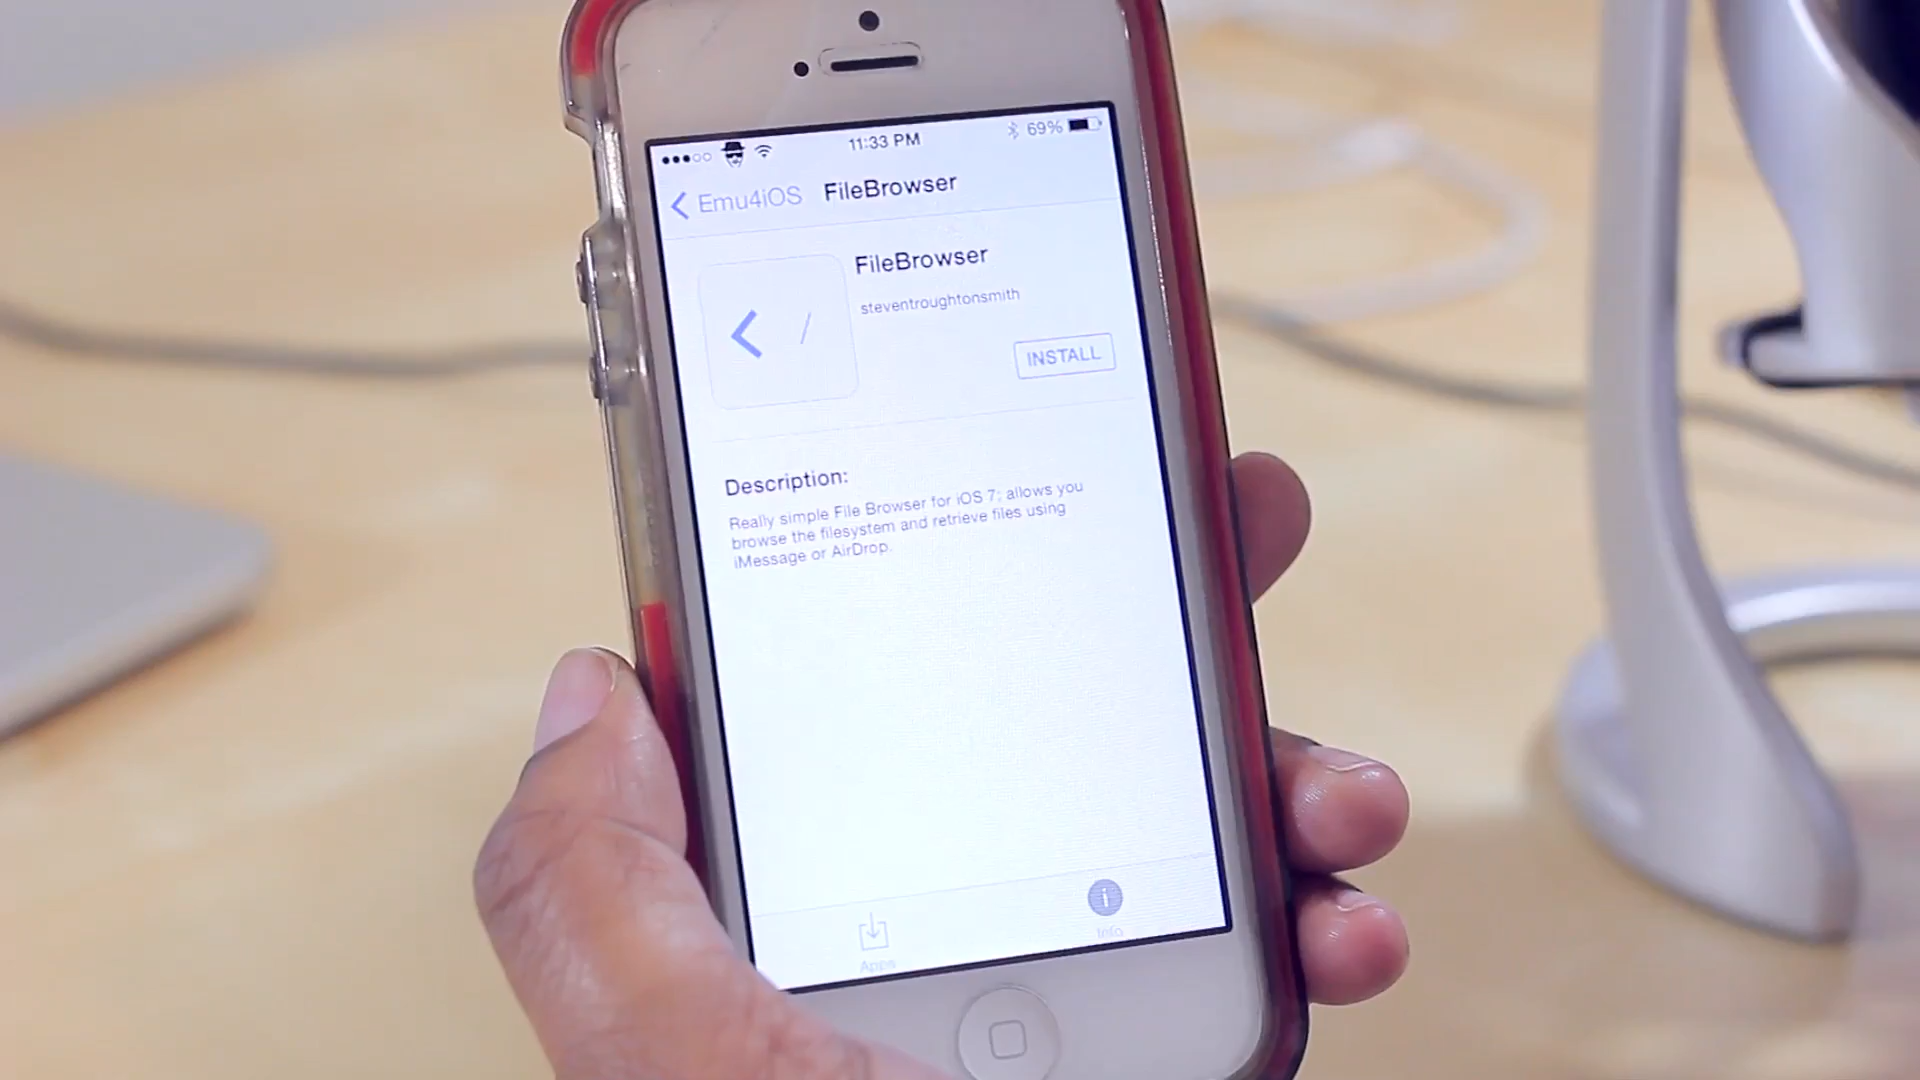 11:33 PM
69%
Emu4iOS
FileBrowser
FileBrowser
steventroughtonsmith
INSTALL
Description:
Really simple File Browser for iOS 7; allows you
browse the filesystem and retrieve files using
iMessage or AirDrop.
Apps
Info